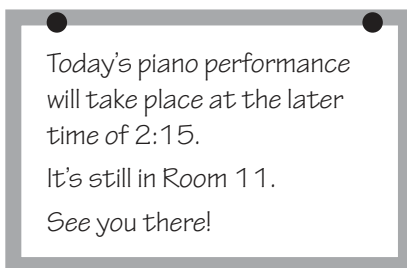 Today's piano performance
will take place at the later
time of 2:15.
It's still in Room 11.
See you there!